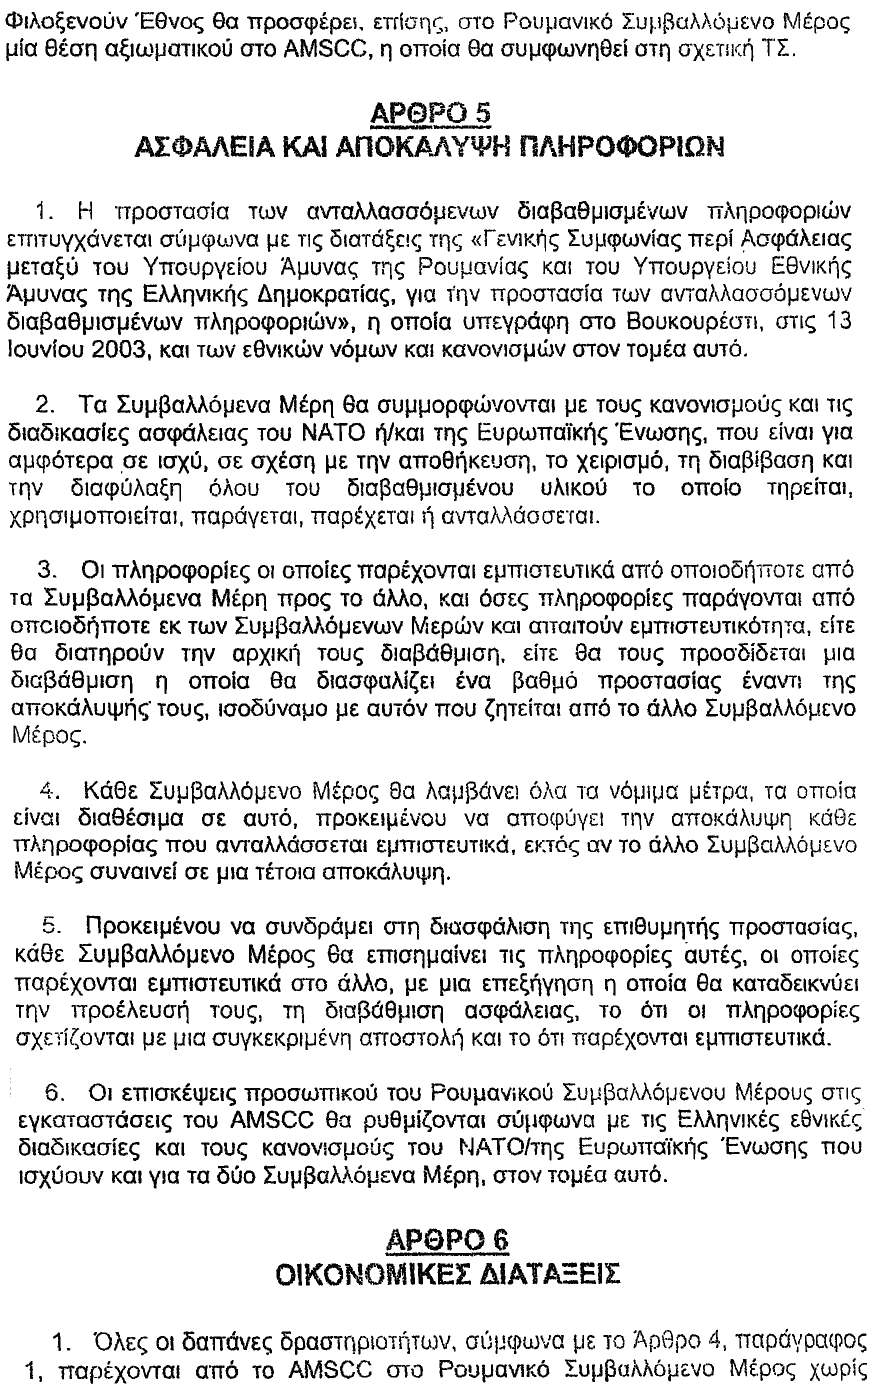 Φιλοξενούν Έθνος θα προσφέρει, επίσης, στο Ρουμανικό Συμβαλλόμενο Μέρος
μία θέση αξιωματικού στο AMSCC, η οποία θα συμφωνηθεί στη σχετική ΤΣ.
ΑΡΘΡΟ 5
ΑΣΦΑΛΕΙΑ ΚΑΙ ΑΠΟΚΑΛΥΨΗ ΠΛΗΡΟΦΟΡΙΩΝ
1. Η προστασία των ανταλλασσόμενων διαβαθμισμένων πληροφοριών
επιτυγχάνεται σύμφωνα με τις διατάξεις της «Γενικής Συμφωνίας περί Ασφάλειας
μεταξύ του Υπουργείου Άμυνας της Ρουμανίας και του Υπουργείου Εθνικής
Άμυνας της Ελληνικής Δημοκρατίας, για την προστασία των ανταλλασσόμενων
διαβαθμισμένων πληροφοριών», η οποία υπεγράφη στο Βουκουρέστι, στις 13
Ιουνίου 2003, και των εθνικών νόμων και κανονισμών στον τομέα αυτό.
2. Τα Συμβαλλόμενα Μέρη θα συμμορφώνονται με τους κανονισμούς και τις
διαδικασίες ασφάλειας του ΝΑΤΟ ή/και της Ευρωπαϊκής Ένωσης, που είναι για
αμφότερα σε ισχύ, σε σχέση με την αποθήκευση, το χειρισμό, τη διαβίβαση και
την διαφύλαξη όλου του διαβαθμισμένου υλικού το οποίο τηρείται,
χρησιμοποιείται, παράγεται, παρέχεται ή ανταλλάσσεται.
3. Οι πληροφορίες οι οποίες παρέχονται εμπιστευτικά από οποιοδήποτε από
τα Συμβαλλόμενα Μέρη προς το άλλο, και όσες πληροφορίες παράγονται από
οποιοδήποτε εκ των Συμβαλλόμενων Μερών και απαιτούν εμπιστευτικότητα, είτε
θα διατηρούν την αρχική τους διαβάθμιση, είτε θα τους προσδίδεται μια
διαβάθμιση η οποία θα διασφαλίζει ένα βαθμό προστασίας έναντι της
αποκάλυψής τους, ισοδύναμο με αυτόν που ζητείται από το άλλο Συμβαλλόμενο
Μέρος.
4. Κάθε Συμβαλλόμενο Μέρος θα λαμβάνει όλα τα νόμιμα μέτρα, τα οποία
είναι διαθέσιμα σε αυτό, προκειμένου να αποφύγει την αποκάλυψη κάθε
πληροφορίας που ανταλλάσσεται εμπιστευτικά, εκτός αν το άλλο Συμβαλλόμενο
Μέρος συναινεί σε μια τέτοια αποκάλυψη.
5. Προκειμένου να συνδράμει στη διασφάλιση της επιθυμητής προστασίας,
κάθε Συμβαλλόμενο Μέρος θα επισημαίνει τις πληροφορίες αυτές, οι οποίες
παρέχονται εμπιστευτικά στο άλλο, με μια επεξήγηση η οποία θα καταδεικνύει
την προέλευσή τους, τη διαβάθμιση ασφάλειας, το ότι οι πληροφορίες
σχετίζονται με μια συγκεκριμένη αποστολή και το ότι παρέχονται εμπιστευτικά.
6. Οι επισκέψεις προσωπικού του Ρουμανικού Συμβαλλόμενου Μέρους στις
εγκαταστάσεις του AMSCC θα ρυθμίζονται σύμφωνα με τις Ελληνικές εθνικές
διαδικασίες και τους κανονισμούς του ΝΑΤΟ/της Ευρωπαϊκής Ένωσης που
ισχύουν και για τα δύο Συμβαλλόμενα Μέρη, στον τομέα αυτό.
ΑΡΘΡΟ 6
ΟΙΚΟΝΟΜΙΚΕΣ ΔΙΑΤΑΞΕΙΣ
1. Όλες οι δαπάνες δραστηριοτήτων, σύμφωνα με το Άρθρο 4, παράγραφος
1, παρέχονται από το AMSCC στο Ρουμανικό Συμβαλλόμενο Μέρος χωρίς